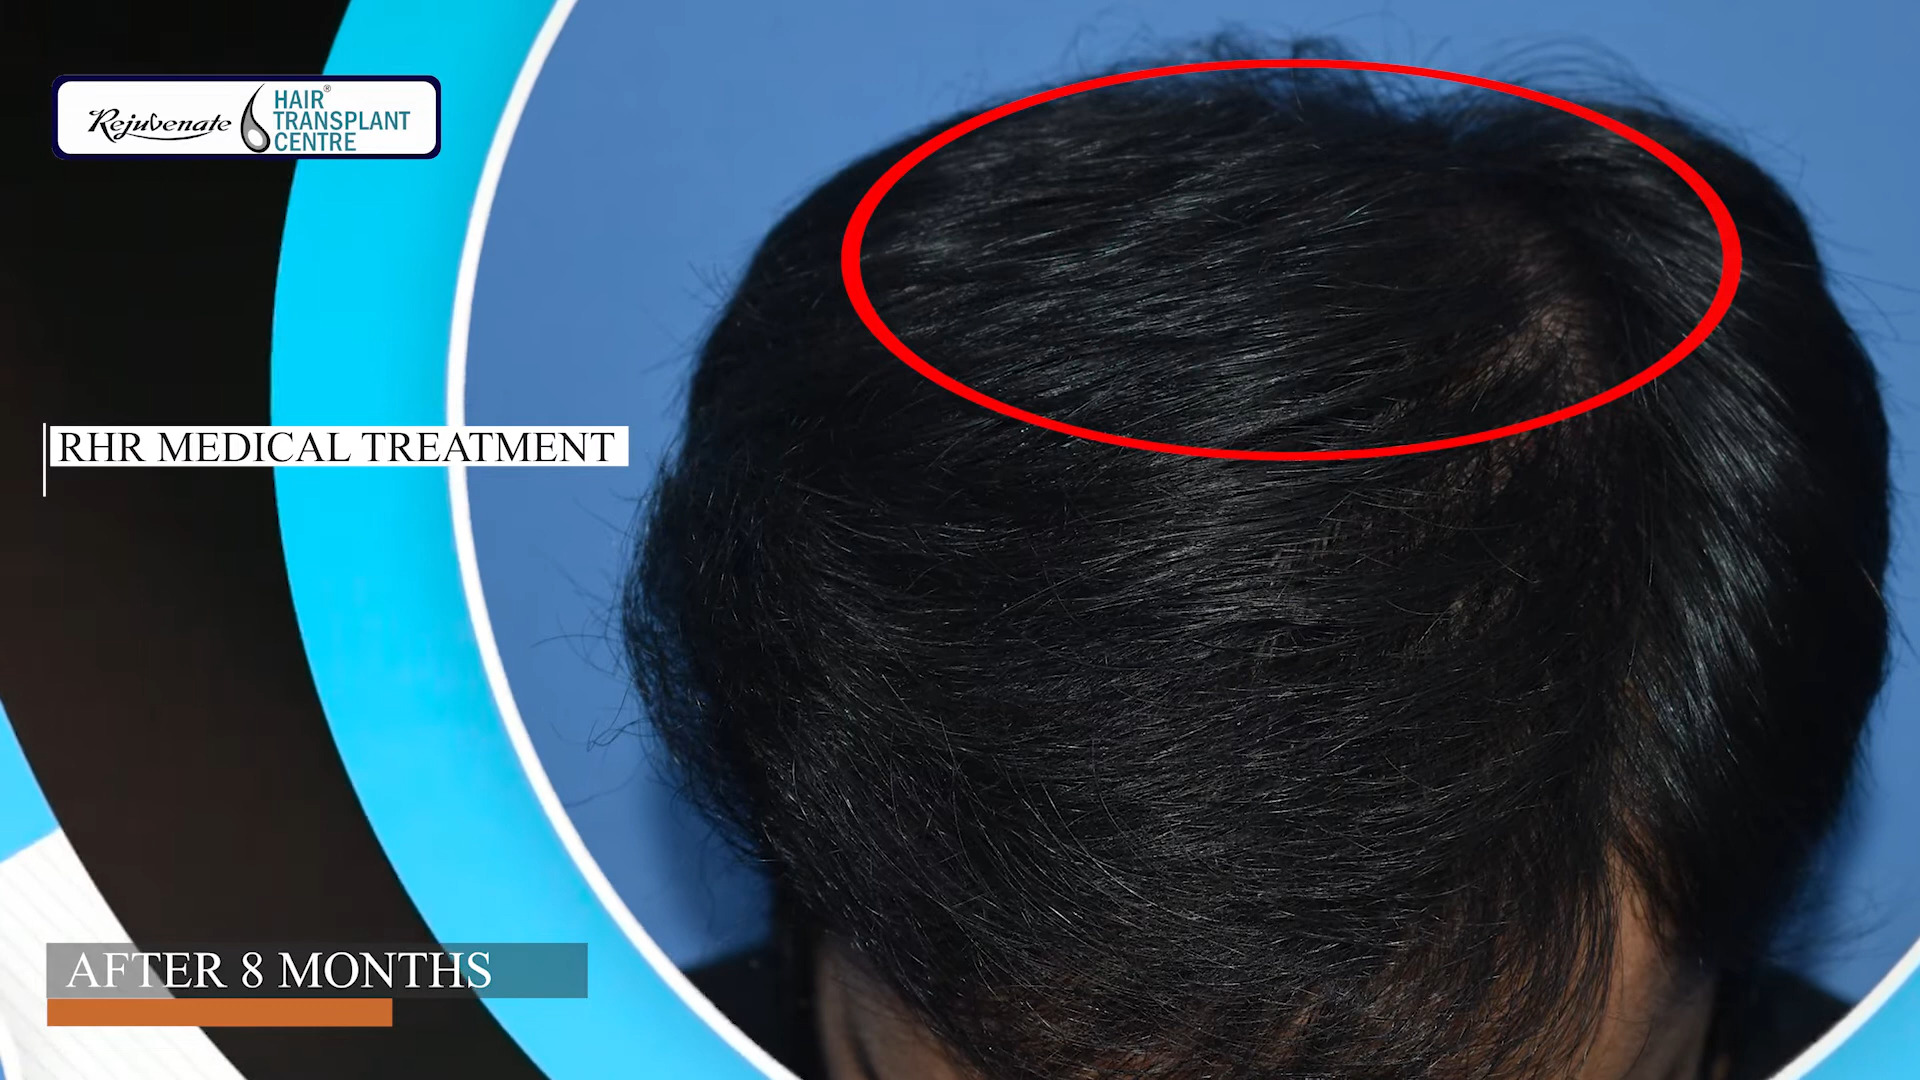 Rejuvenate
HAIR®
TRANSPLANT
CENTRE
RHR MEDICAL TREATMENT
AFTER 8 MONTHS